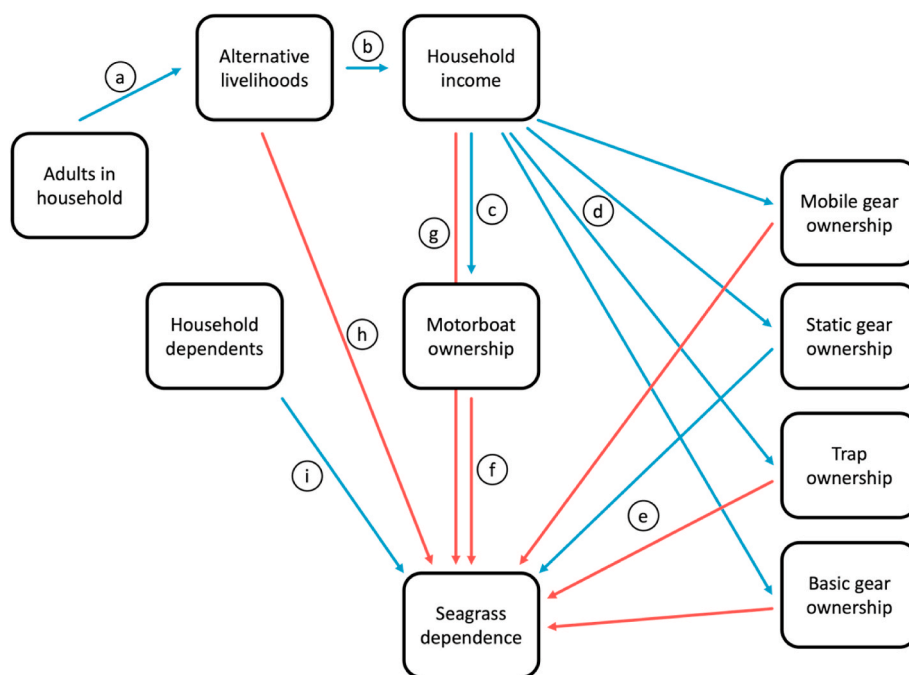 Alternative
livelihoods
b
Household
income
a
Adults in
household
Mobile gear
ownership
c
d
g
Household
dependents
Motorboat
ownership
Static gear
ownership
h
Trap
ownership
i
f
e
Seagrass
dependence
Basic gear
ownership